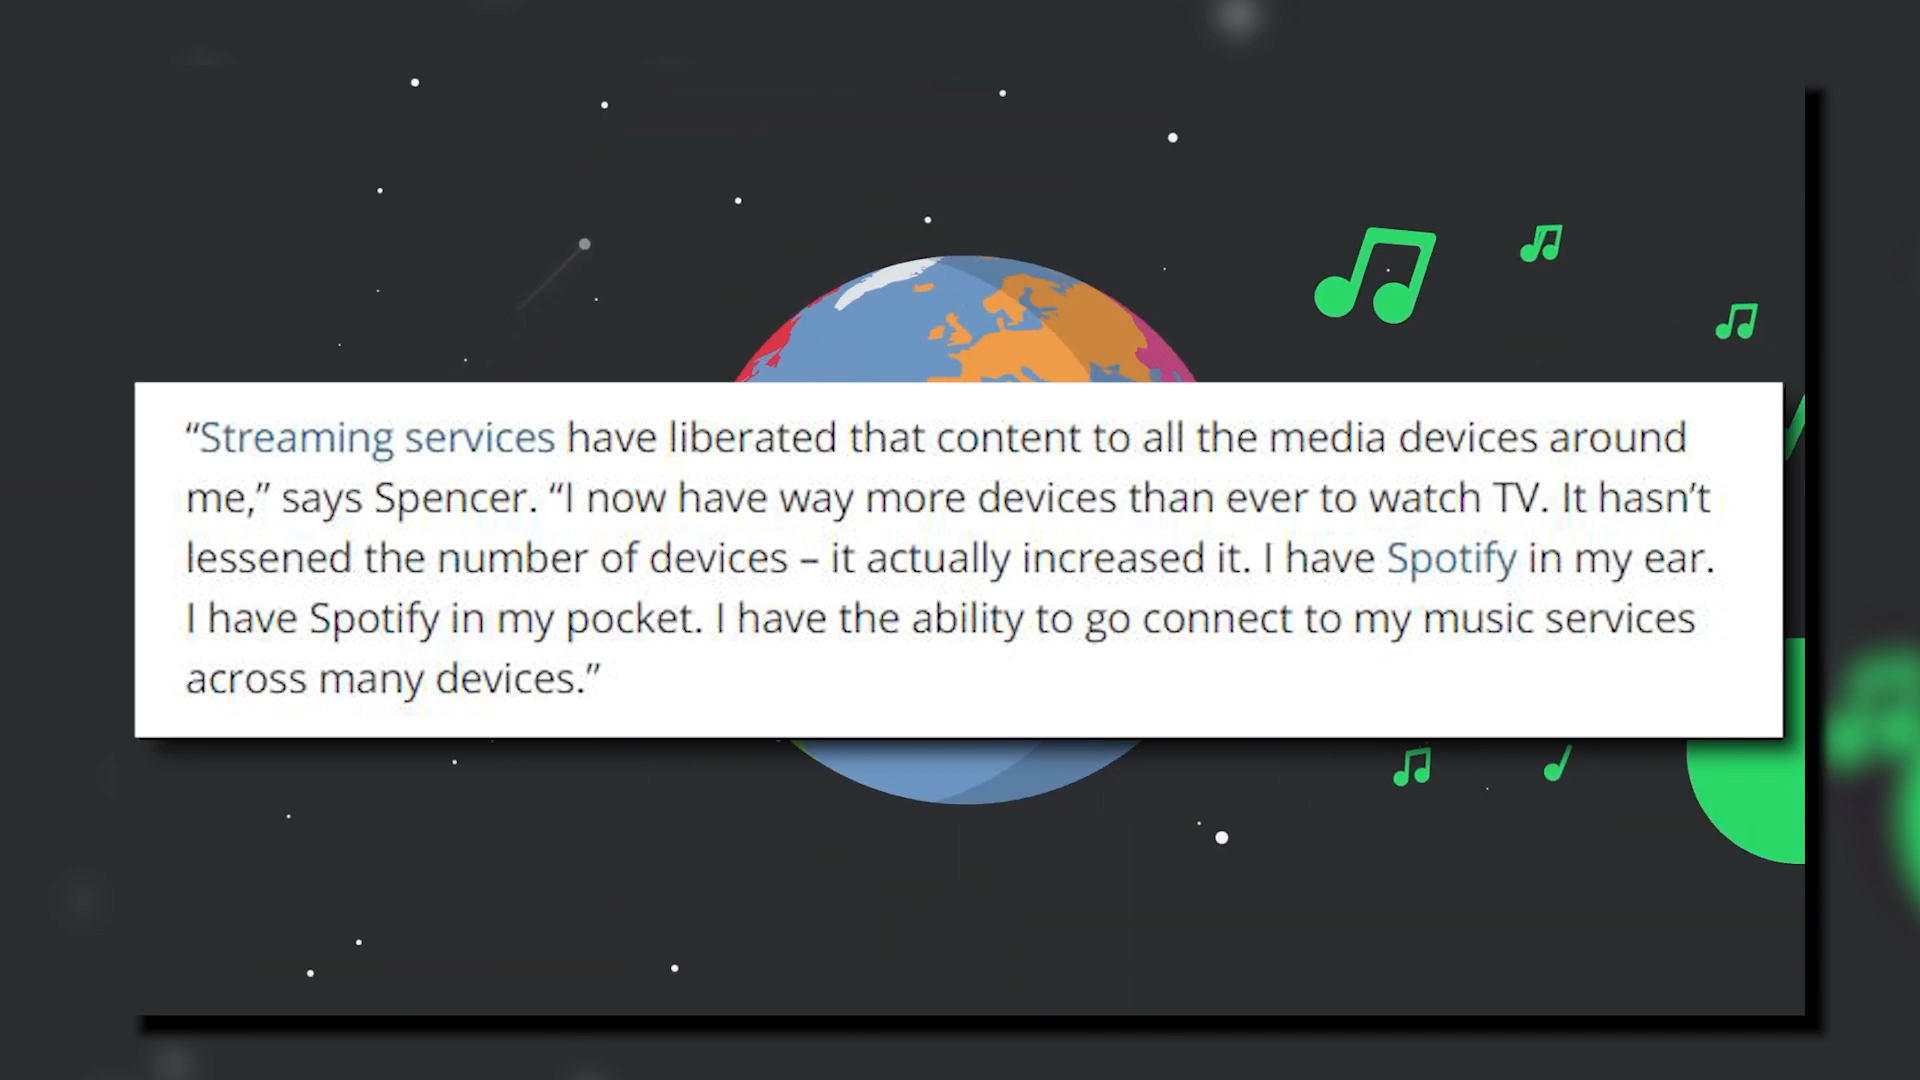 “Streaming services have liberated that content to all the media devices around
me,” says Spencer. “I now have way more devices than ever to watch TV. It hasn’t
lessened the number of devices – it actually increased it. I have Spotify in my ear.
I have Spotify in my pocket. I have the ability to go connect to my music services
across many devices.”